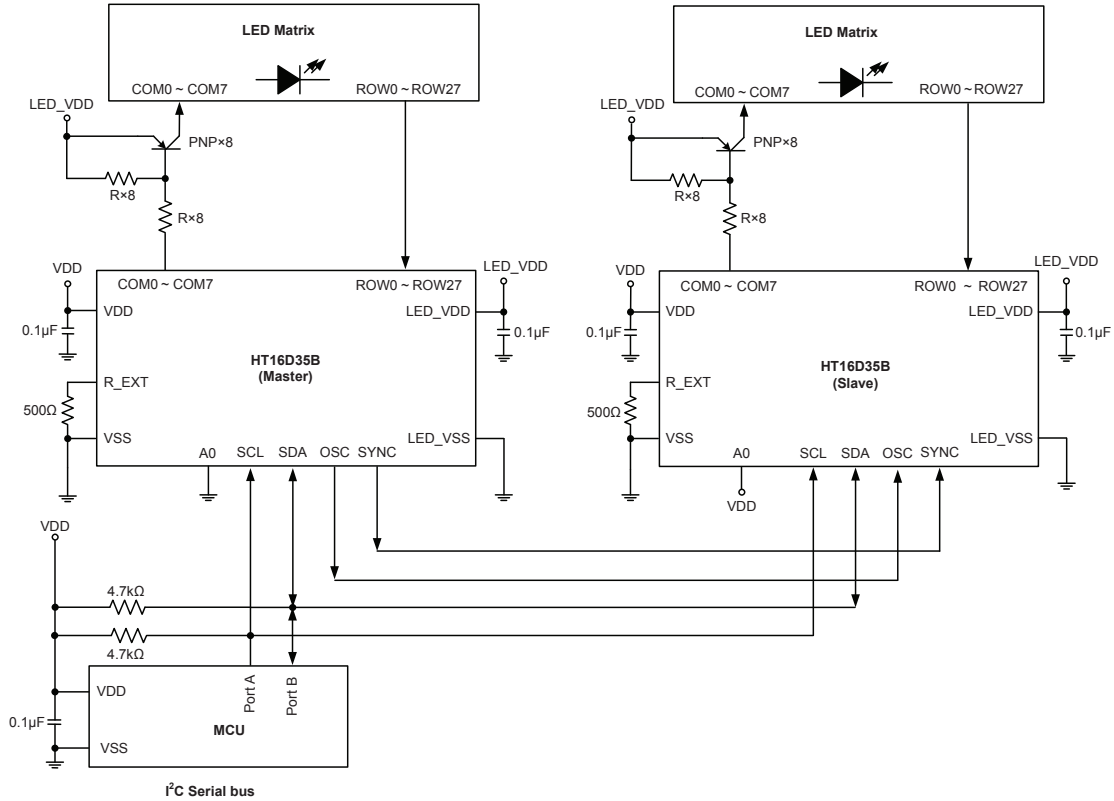 LED Matrix
COM0 ~ COM7
ROW0 ~ ROW27
LED_VDD
PNP×8
R×8
R×8
VDD
0.1µF
COM0 ~ COM7
ROW0 ~ ROW27
VDD
LED_VDD
LED_VDD
0.1µF
HT16D35B
(Master)
R_EXT
500Ω
VSS
LED_VSS
A0
SCL
SDA
OSC
SYNC
LED Matrix
COM0 ~ COM7
ROW0 ~ ROW27
LED_VDD
PNP×8
R×8
R×8
VDD
0.1µF
COM0 ~ COM7
ROW0 ~ ROW27
VDD
LED_VDD
LED_VDD
0.1µF
HT16D35B
(Slave)
R_EXT
500Ω
VSS
LED_VSS
A0
SCL
SDA
OSC
SYNC
VDD
VDD
4.7kΩ
4.7kΩ
Port A
Port B
VDD
0.1µF
MCU
VSS
I²C Serial bus